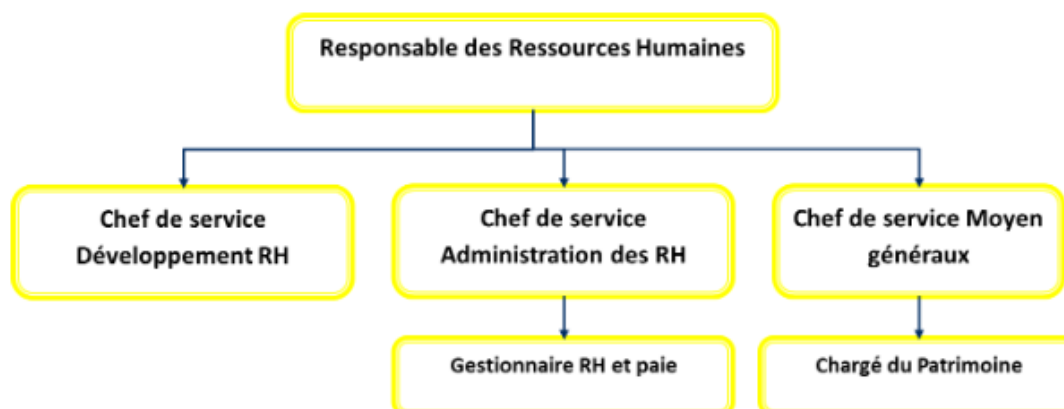 Responsable des Ressources Humaines
Chef de service
Développement RH
Chef de service
Administration des RH
Chef de service Moyen
généraux
Gestionnaire RH et paie
Chargé du Patrimoine